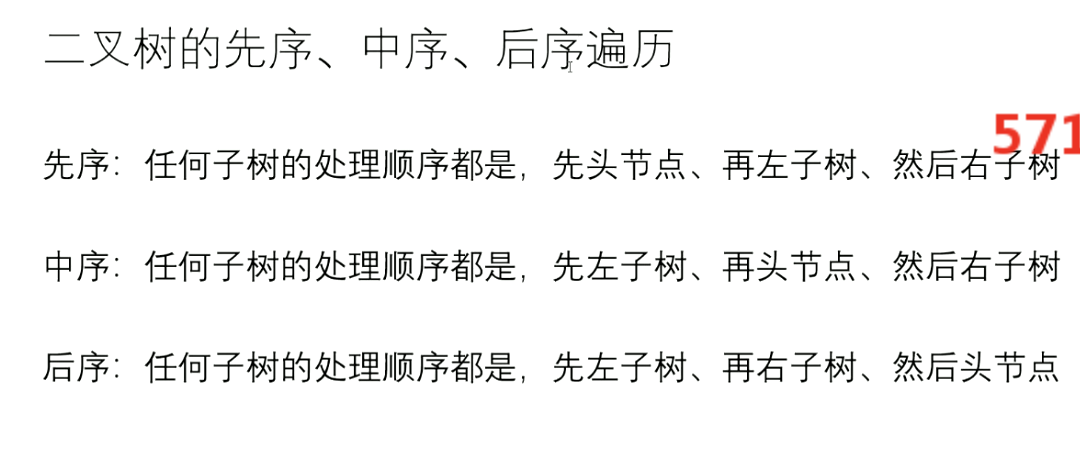 二叉树的先序、中序、后序遍历
571
先序：任何子树的处理顺序都是，先头节点、再左子树、然后右子树
中序：任何子树的处理顺序都是，先左子树、再头节点、然后右子树
后序：任何子树的处理顺序都是，先左子树、再右子树、然后头节点